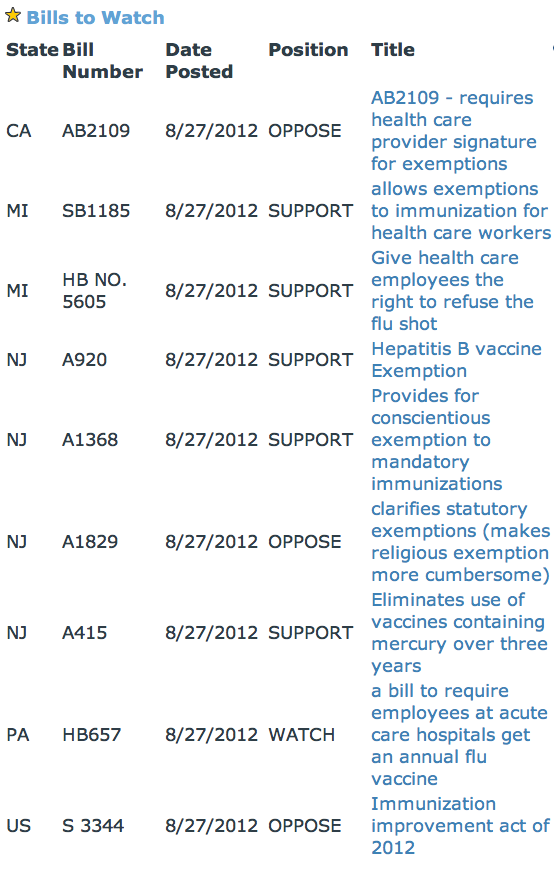 Bills to Watch
State Bill Number Date Posted Position Title
CA AB2109 8/27/2012 OPPOSE AB2109 - requires
health care
provider signature
for exemptions
MI SB1185 8/27/2012 SUPPORT allows exemptions
to immunization for
health care workers
MI HB NO. 5605 8/27/2012 SUPPORT Give health care
employees the
right to refuse the
flu shot
NJ A920 8/27/2012 SUPPORT Hepatitis B vaccine
Exemption
NJ A1368 8/27/2012 SUPPORT Provides for
conscientious
exemption to
mandatory
immunizations
NJ A1829 8/27/2012 OPPOSE clarifies statutory
exemptions (makes
religious exemption
more cumbersome)
NJ A415 8/27/2012 SUPPORT Eliminates use of
vaccines containing
mercury over three
years
PA HB657 8/27/2012 WATCH a bill to require
employees at acute
care hospitals get
an annual flu
vaccine
US S 3344 8/27/2012 OPPOSE Immunization
improvement act of
2012